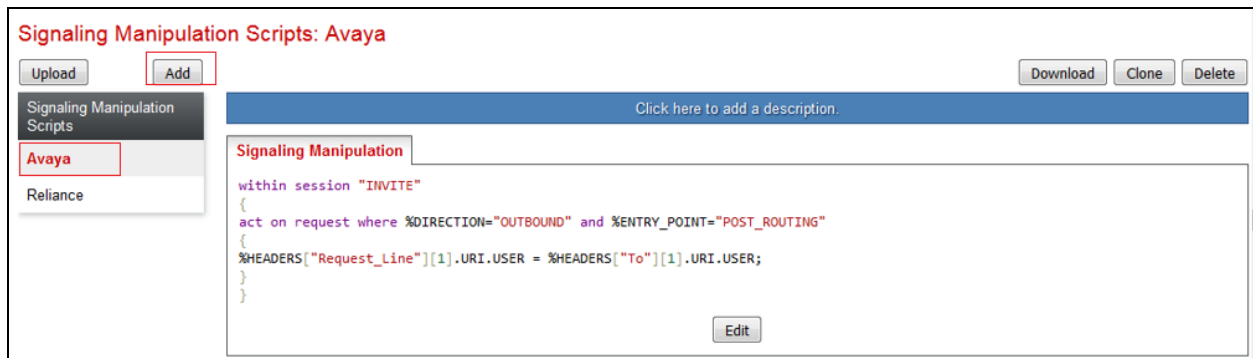 Signaling Manipulation Scripts: Avaya
Upload Add Download Clone Delete
Signaling Manipulation
Scripts
Avaya
Reliance
Click here to add a description.
Signaling Manipulation
within session "INVITE"
{
act on request where %DIRECTION="OUTBOUND" and %ENTRY_POINT="POST_ROUTING"
{
%HEADERS["Request_Line"][1].URI.USER = %HEADERS["To"][1].URI.USER;
}
}
Edit